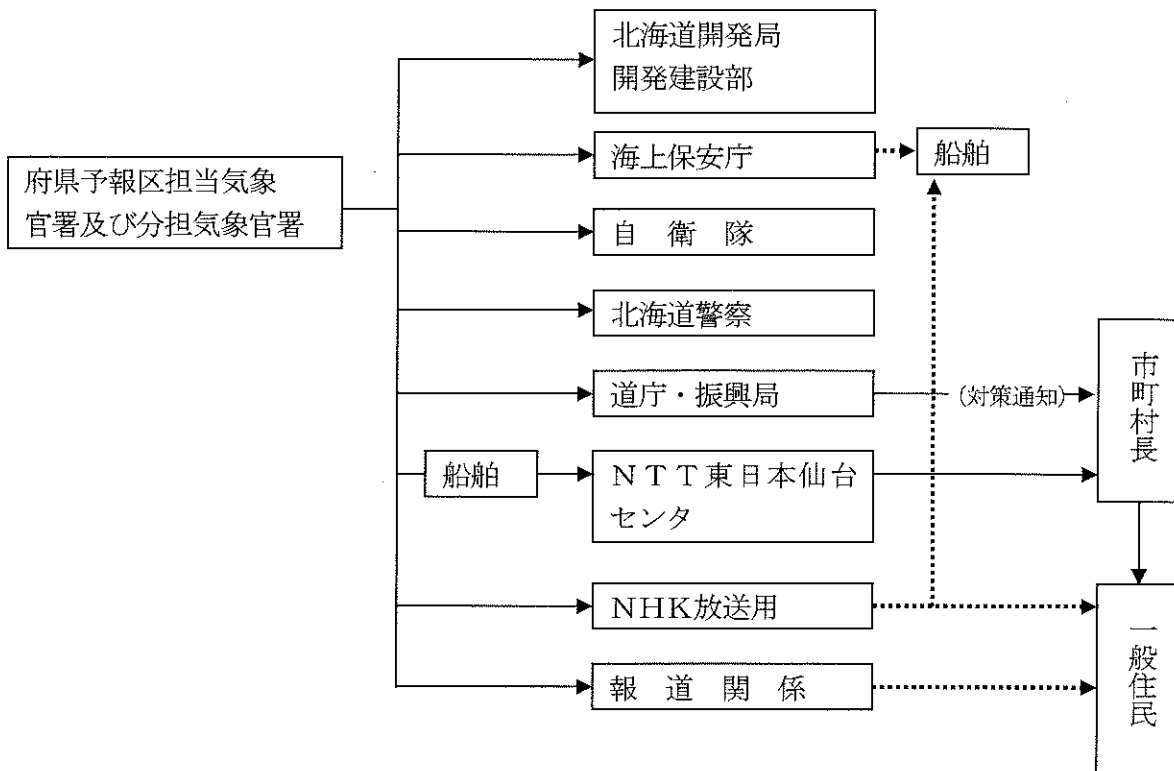 北海道開発局
開発建設部
海上保安庁
船舶
府県予報区担当気象
官署及び分担気象官署
自 衛 隊
北海道警察
道庁・振興局
(対策通知)
市町村長
船舶
NTT東日本仙台
センタ
NHK放送用
一般住民
報 道 関 係